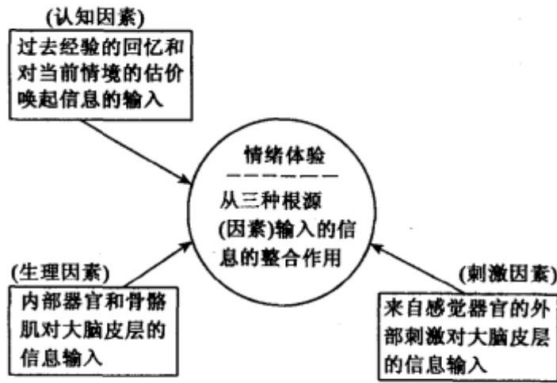 (认知因素)
过去经验的回忆和
对当前情境的估价
唤起信息的输入
情绪体验
从三种根源
(因素)输入的信
息的整合作用
(生理因素)
内部器官和骨骼
肌对大脑皮层的
信息输入
(刺激因素)
来自感觉器官的外
部刺激对大脑皮层
的信息输入